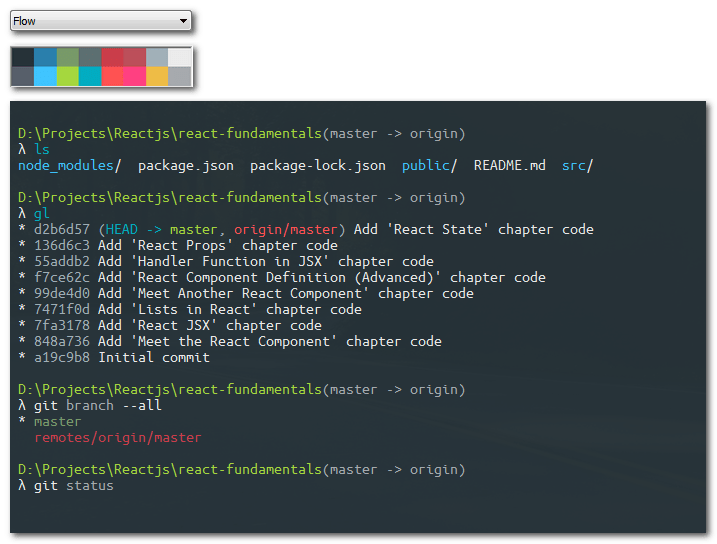 Flow
D:\Projects\Reactjs\react-fundamentals(master -> origin)
λ ls
node_modules/  package.json  package-lock.json  public/  README.md  src/
D:\Projects\Reactjs\react-fundamentals(master -> origin)
λ gl
* d2b6d57 (HEAD -> master, origin/master) Add 'React State' chapter code
* 136d6c3 Add 'React Props' chapter code
* 55addb2 Add 'Handler Function in JSX' chapter code
* f7ce62c Add 'React Component Definition (Advanced)' chapter code
* 99de4d0 Add 'Meet Another React Component' chapter code
* 7471f0d Add 'Lists in React' chapter code
* 7fa3178 Add 'React JSX' chapter code
* 848a736 Add 'Meet the React Component' chapter code
* a19c9b8 Initial commit
D:\Projects\Reactjs\react-fundamentals(master -> origin)
λ git branch --all
* master
  remotes/origin/master
D:\Projects\Reactjs\react-fundamentals(master -> origin)
λ git status